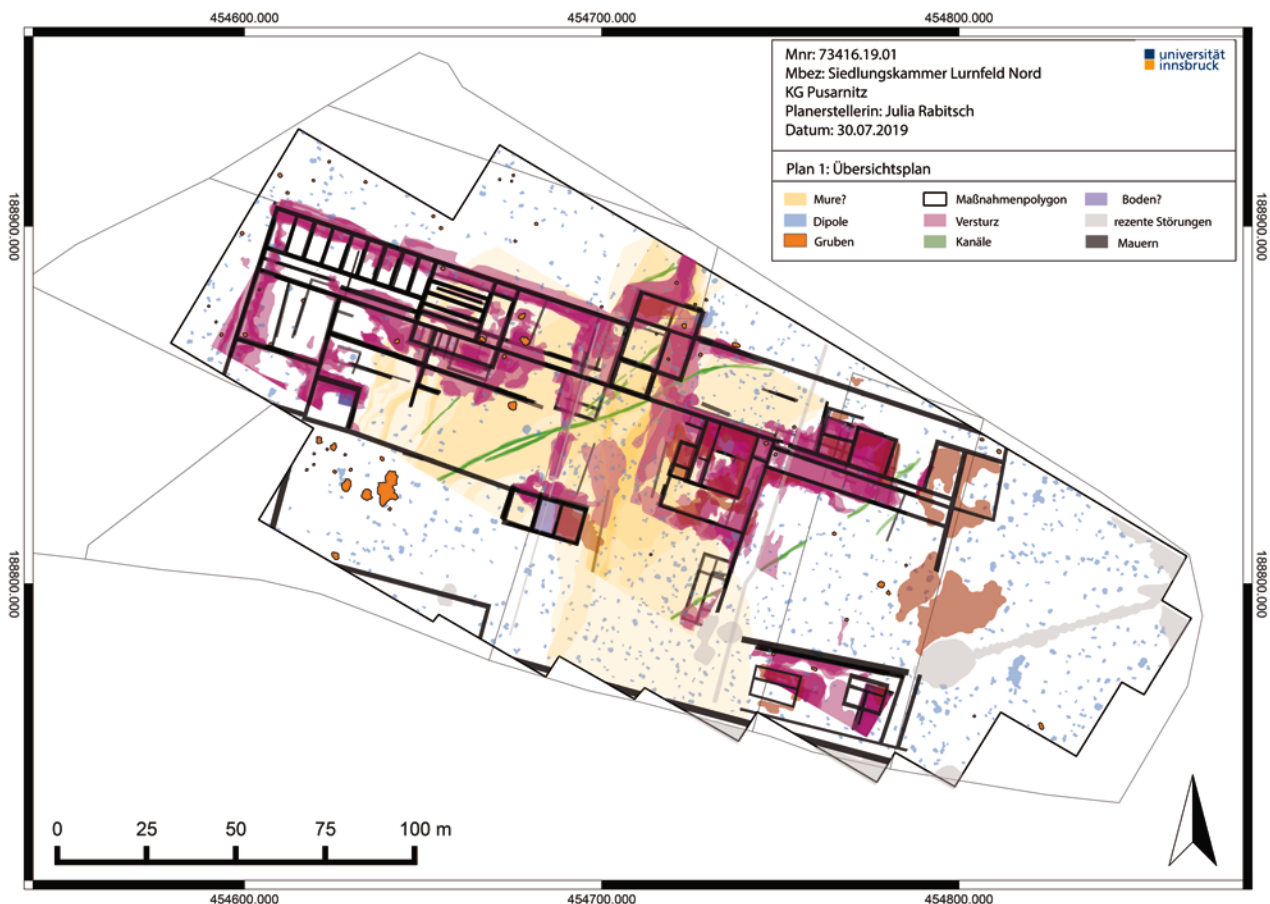 454600.000
454700.000
454800.000
Mnr: 73416.19.01
Mbez: Siedlungskammer Lurnfeld Nord
KG Pusarnitz
Planerstellerin: Julia Rabitsch
Datum: 30.07.2019
universität
innsbruck
Plan 1: Übersichtsplan
Mure?
Maßnahmenpolygon
Boden?
Dipole
Versturz
rezente Störungen
Gruben
Kanäle
Mauern
188900.000
188900.000
188800.000
188800.000
0
25
50
75
100 m
454600.000
454700.000
454800.000